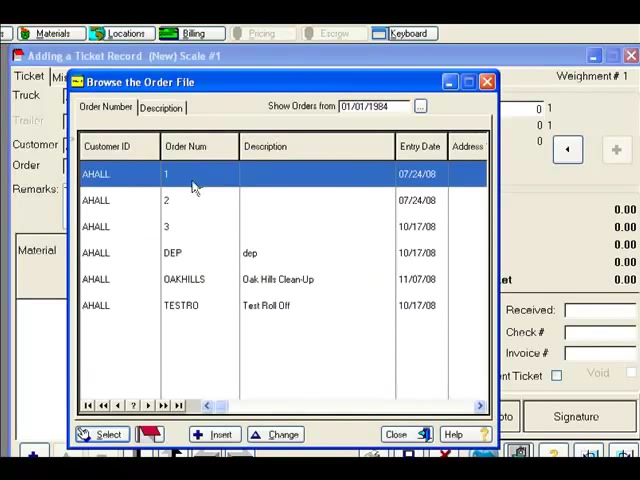 Materials Locations Billing Pricing Escrow Keyboard
Adding a Ticket Record (New) Scale #1
Ticket
Weighment # 1
Truck
Trailer
Customer
Order
Remarks:
Material
Browse the Order File
Order Number Description Show Orders from 01/01/1984 ...
Customer ID Order Num Description Entry Date Address
AHALL 1 07/24/08
AHALL 2 07/24/08
AHALL 3 10/17/08
AHALL DEP dep 10/17/08
AHALL OAKHILLS Oak Hills Clean-Up 11/07/08
AHALL TESTRO Test Roll Off 10/17/08
Select Insert Change Close Help
0 1
0 1
0
0.00
0.00
0.00
0.00
0.00
Received:
Check #
Invoice #
Void
Signature